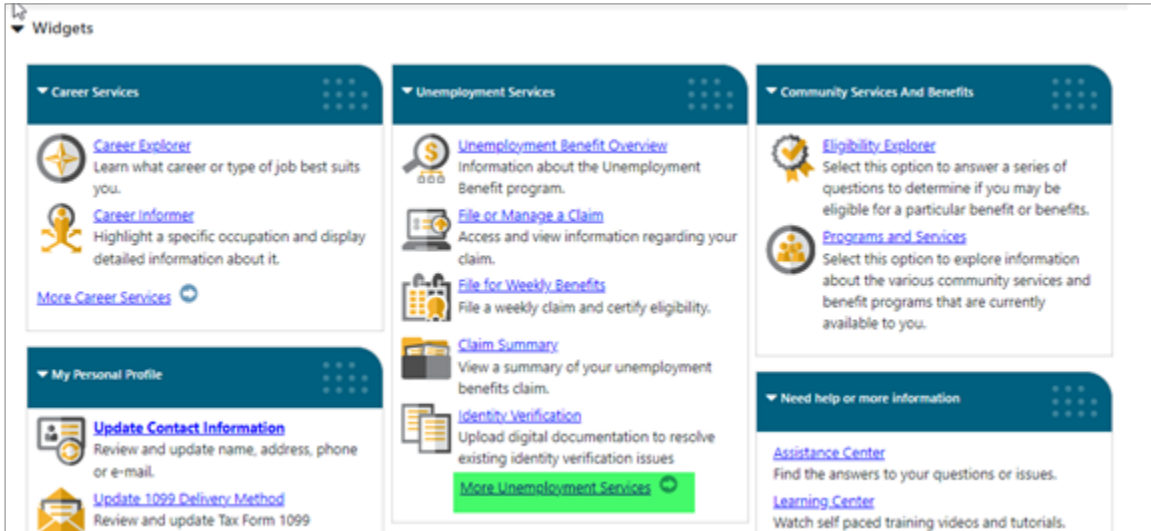 Widgets
Career Services
Career Explorer
Learn what career or type of job best suits
you.
Career Informer
Highlight a specific occupation and display
detailed information about it.
More Career Services
My Personal Profile
Update Contact Information
Review and update name, address, phone
or e-mail.
Update 1099 Delivery Method
Review and update Tax Form 1099
Unemployment Services
Unemployment Benefit Overview
Information about the Unemployment
Benefit program.
File or Manage a Claim
Access and view information regarding your
claim.
File for Weekly Benefits
File a weekly claim and certify eligibility.
Claim Summary
View a summary of your unemployment
benefits claim.
Identity Verification
Upload digital documentation to resolve
existing identity verification issues
More Unemployment Services
Community Services And Benefits
Eligibility Explorer
Select this option to answer a series of
questions to determine if you may be
eligible for a particular benefit or benefits.
Programs and Services
Select this option to explore information
about the various community services and
benefit programs that are currently
available to you.
Need help or more information
Assistance Center
Find the answers to your questions or issues.
Learning Center
Watch self paced training videos and tutorials.